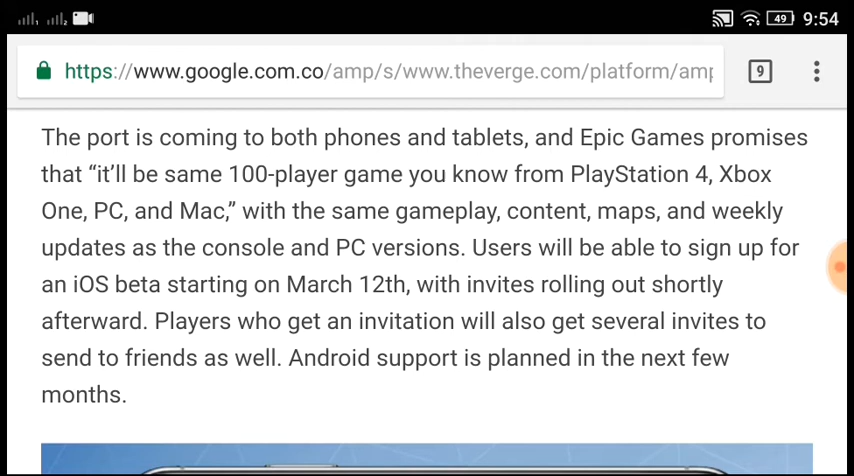 49 9:54
https://www.google.com.co/amp/s/www.theverge.com/platform/amp 9
The port is coming to both phones and tablets, and Epic Games promises
that “it’ll be same 100-player game you know from PlayStation 4, Xbox
One, PC, and Mac,” with the same gameplay, content, maps, and weekly
updates as the console and PC versions. Users will be able to sign up for
an iOS beta starting on March 12th, with invites rolling out shortly
afterward. Players who get an invitation will also get several invites to
send to friends as well. Android support is planned in the next few
months.